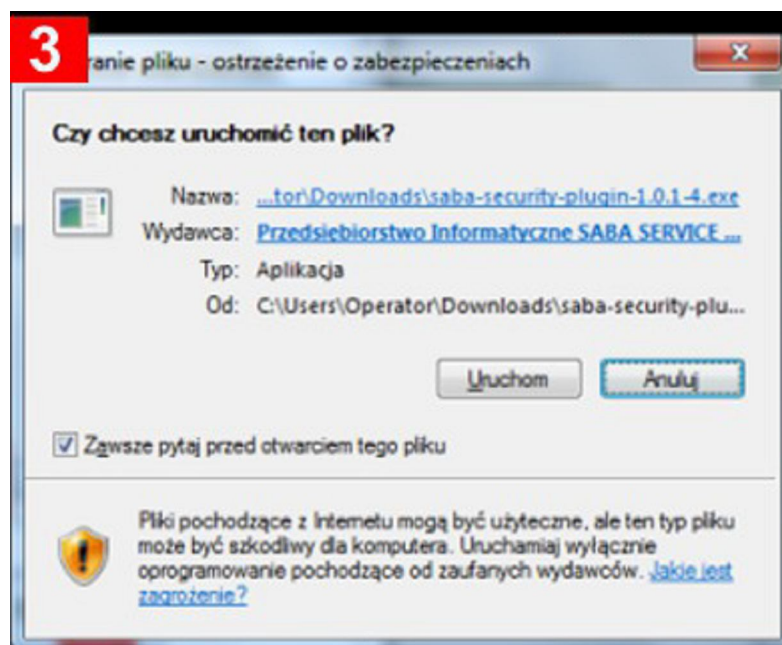 3
ranie pliku - ostrzeżenie o zabezpieczeniach
Czy chcesz uruchomić ten plik?
Nazwa: ...tor\Downloads\saba-security-plugin-1.0.1-4.exe
Wydawca: Przedsiebiorstwo Informatyczne SABA SERVICE ...
Typ: Aplikacja
Od: C:\Users\Operator\Downloads\saba-security-plu...
Uruchom Anuluj
Zawsze pytaj przed otwarciem tego pliku
Pliki pochodzące z Internetu mogą być użyteczne, ale ten typ pliku
może być szkodliwy dla komputera. Uruchamiaj wyłącznie
oprogramowanie pochodzące od zaufanych wydawców. Jakie jest
zagrożenie?